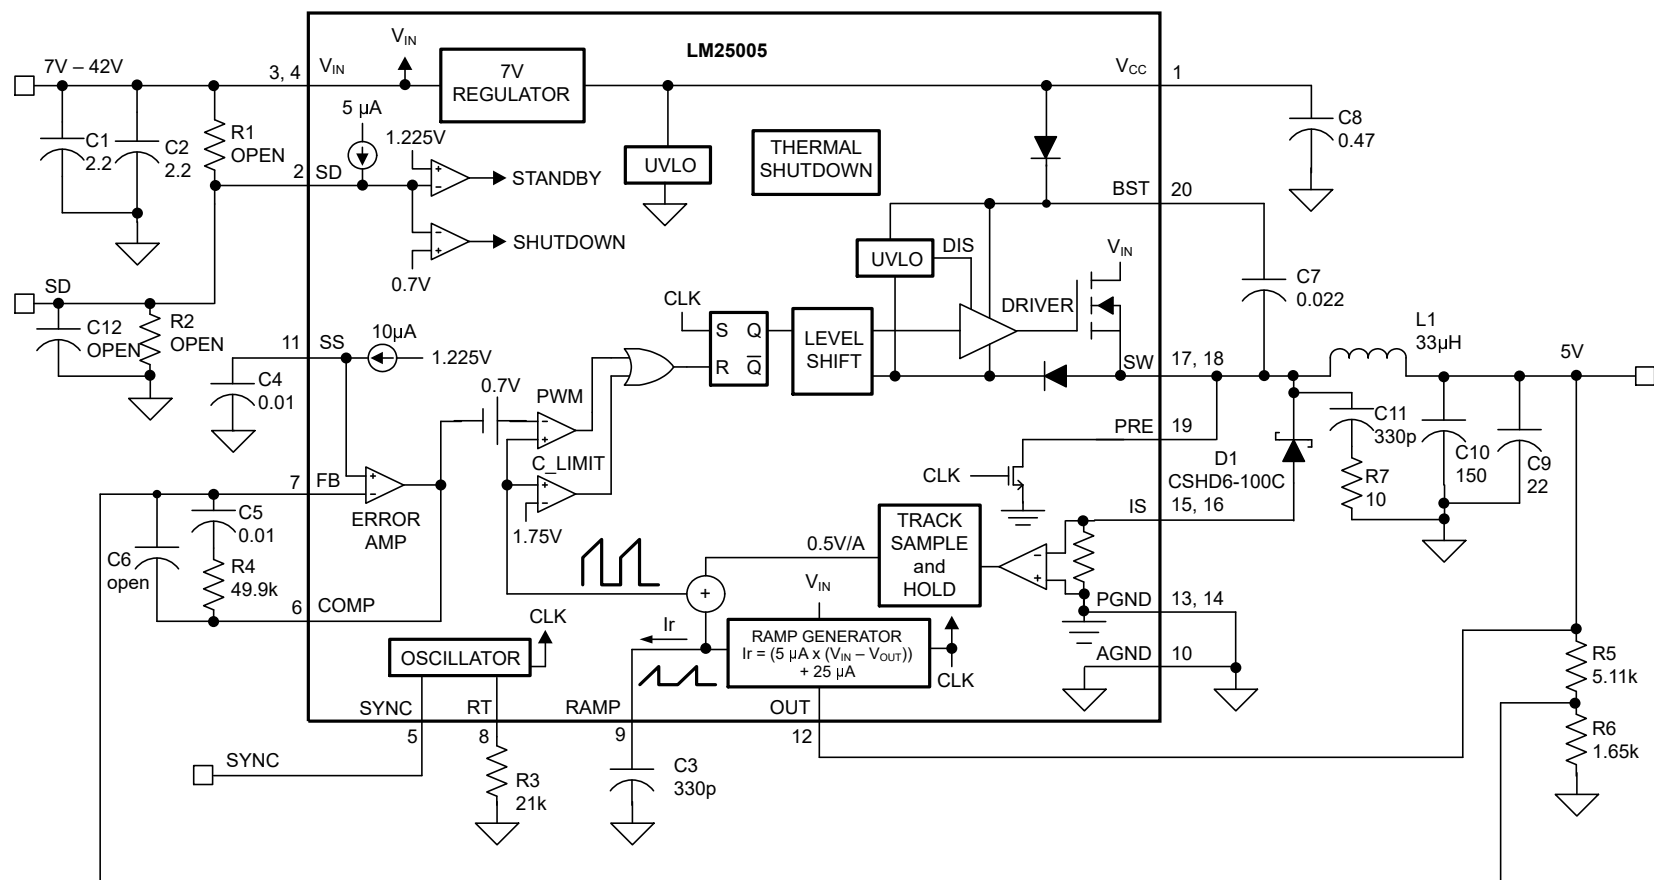 LM25005
7V – 42V
3, 4
VIN
VIN
7V
REGULATOR
VCC
1
C8
0.47
C1
2.2
C2
2.2
R1
OPEN
5 µA
1.225V
2
SD
STANDBY
SHUTDOWN
0.7V
UVLO
THERMAL
SHUTDOWN
BST
20
UVLO
DIS
VIN
DRIVER
C7
0.022
SD
C12
OPEN
R2
OPEN
11
SS
10µA
1.225V
C4
0.01
CLK
S
Q
R
Q
LEVEL
SHIFT
SW
17, 18
L1
33µH
5V
0.7V
PWM
C_LIMIT
1.75V
PRE
19
CLK
C11
330p
R7
10
C10
150
C9
22
D1
CSHD6-100C
7
FB
ERROR
AMP
C5
0.01
C6
open
R4
49.9k
6
COMP
IS
15, 16
TRACK
SAMPLE
and
HOLD
0.5V/A
+
VIN
PGND
13, 14
Ir
RAMP GENERATOR
Ir = (5 µA x (VIN – VOUT))
+ 25 µA
CLK
AGND
10
CLK
OSCILLATOR
R5
5.11k
R6
1.65k
SYNC
RT
RAMP
OUT
5
8
9
12
SYNC
R3
21k
C3
330p